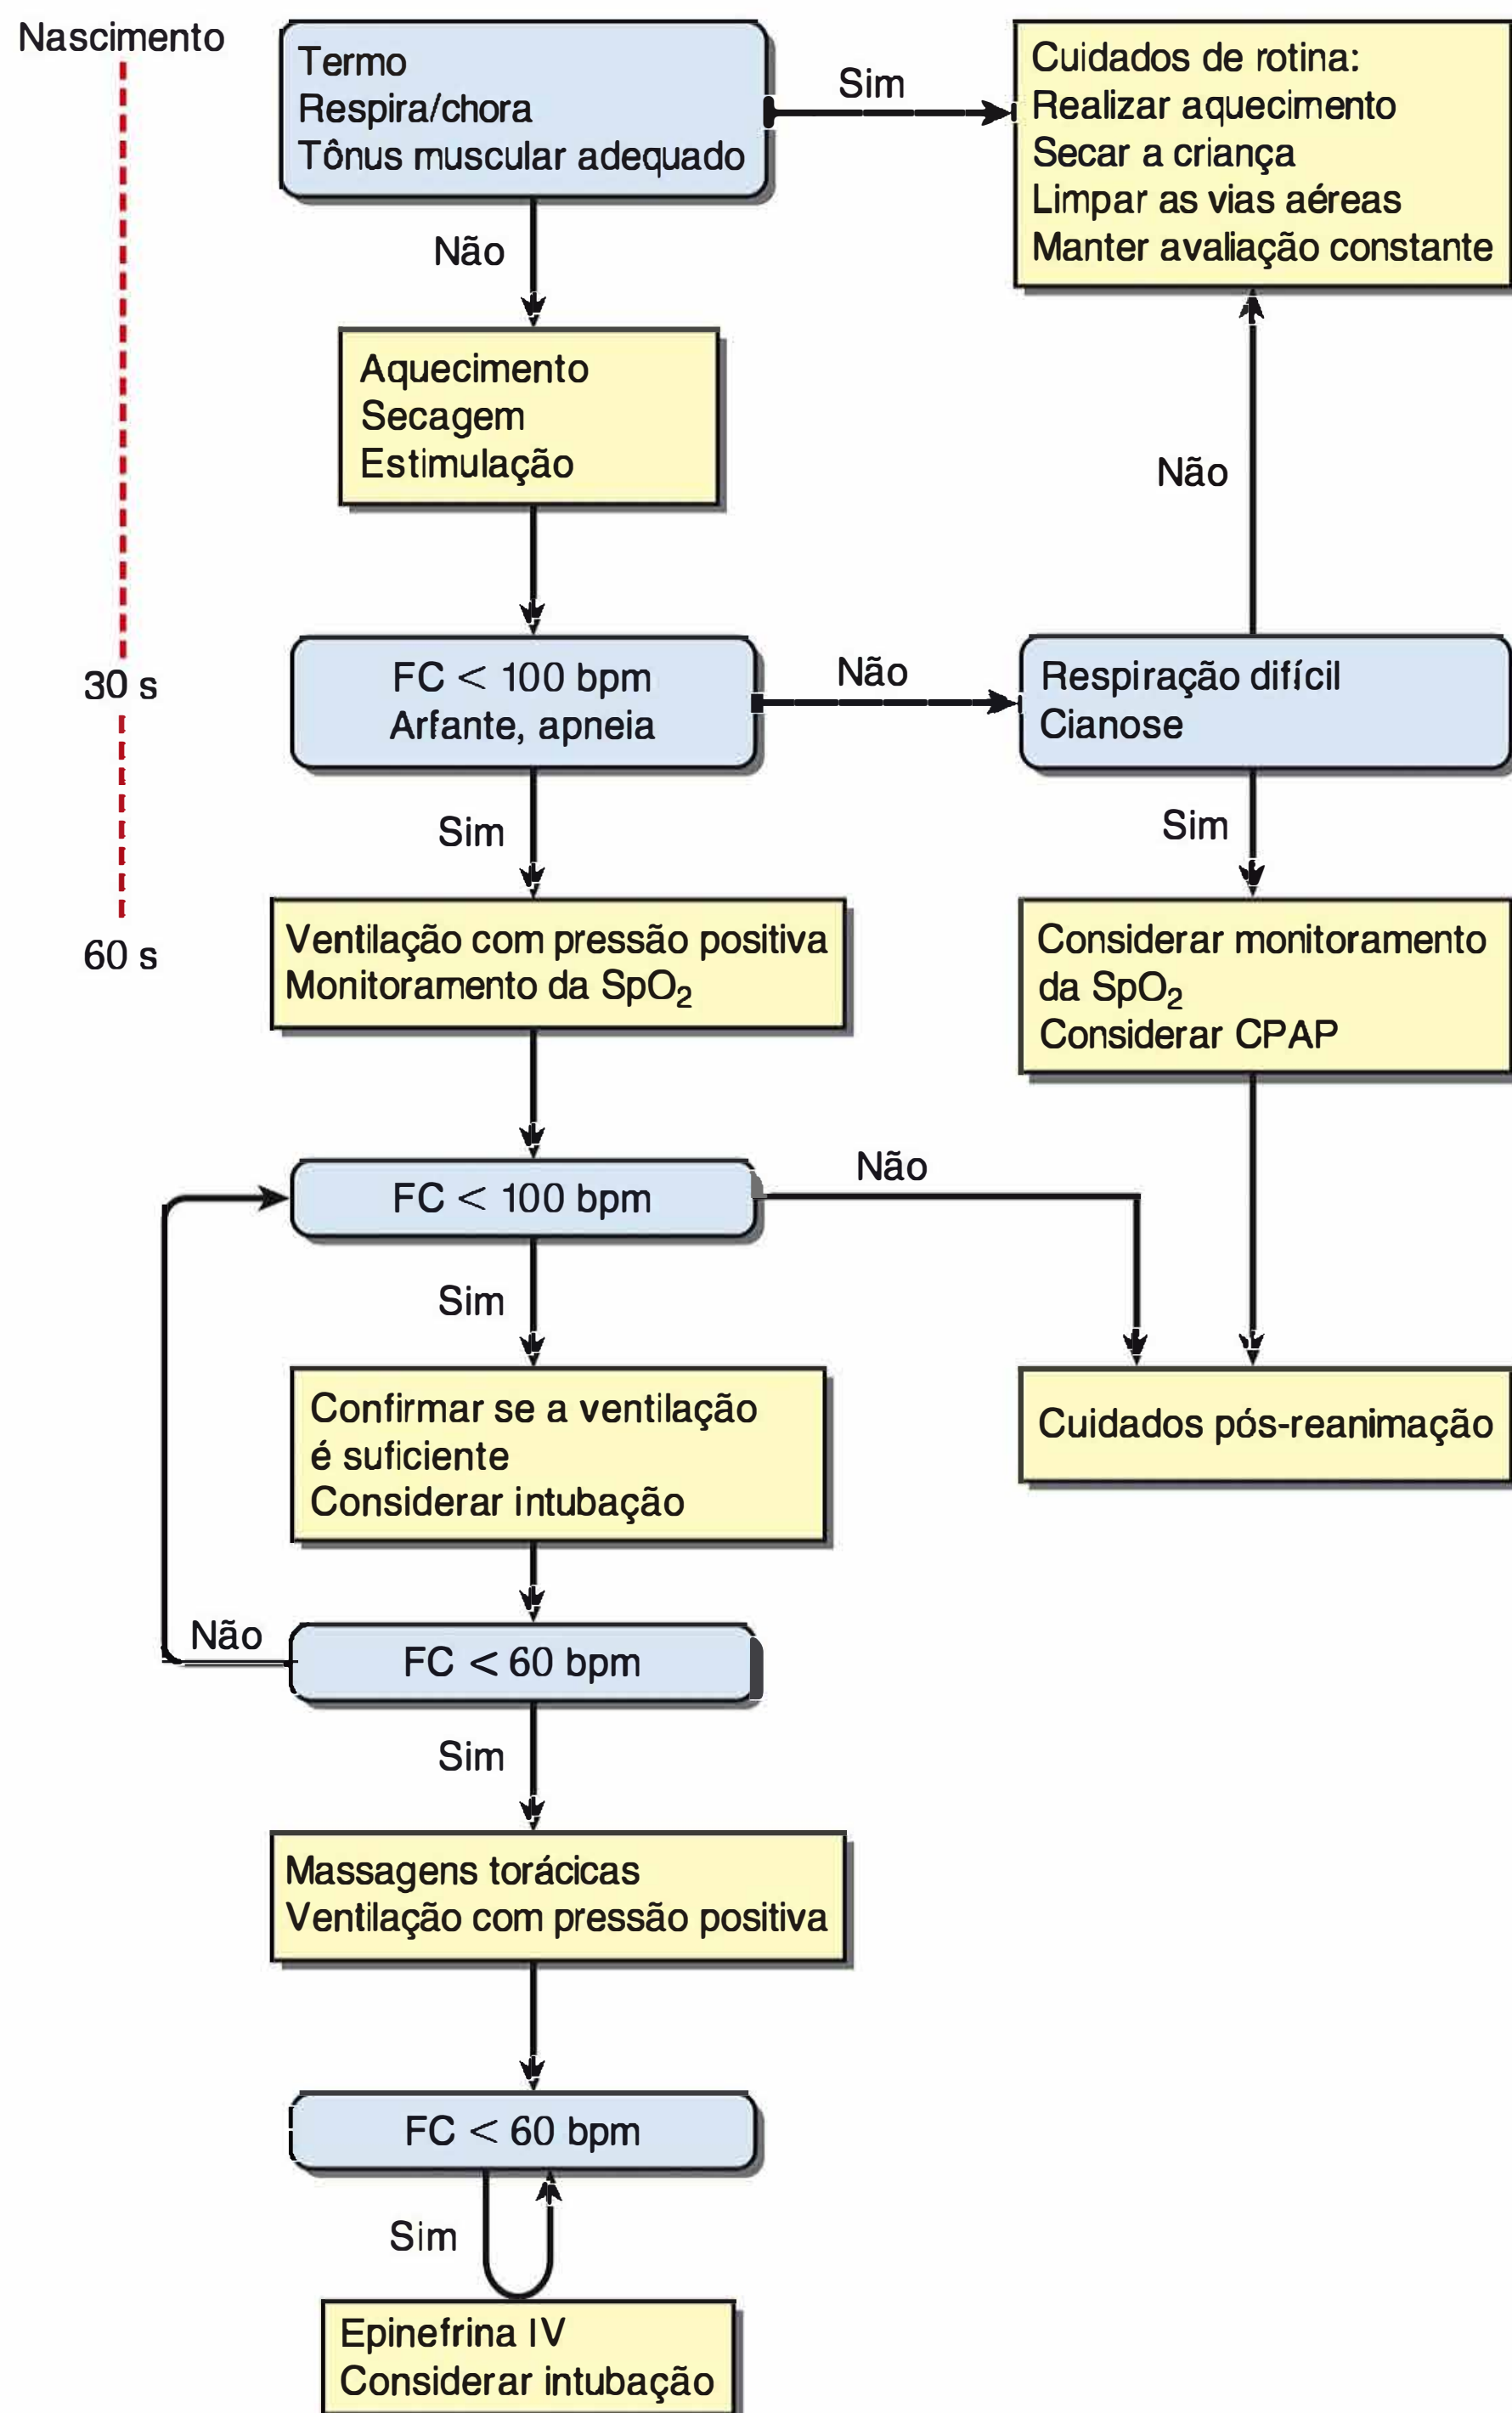 Nascimento
Termo
Respira/chora
Tônus muscular adequado
Sim
Cuidados de rotina:
Realizar aquecimento
Secar a criança
Limpar as vias aéreas
Manter avaliação constante
Não
Aquecimento
Secagem
Estimulação
Não
30 s
FC < 100 bpm
Arfante, apneia
Não
Respiração difícil
Cianose
Sim
Sim
60 s
Ventilação com pressão positiva
Monitoramento da SpO₂
Considerar monitoramento
da SpO₂
Considerar CPAP
FC < 100 bpm
Não
Sim
Confirmar se a ventilação
é suficiente
Considerar intubação
Cuidados pós-reanimação
Não
FC < 60 bpm
Sim
Massagens torácicas
Ventilação com pressão positiva
FC < 60 bpm
Sim
Epinefrina IV
Considerar intubação